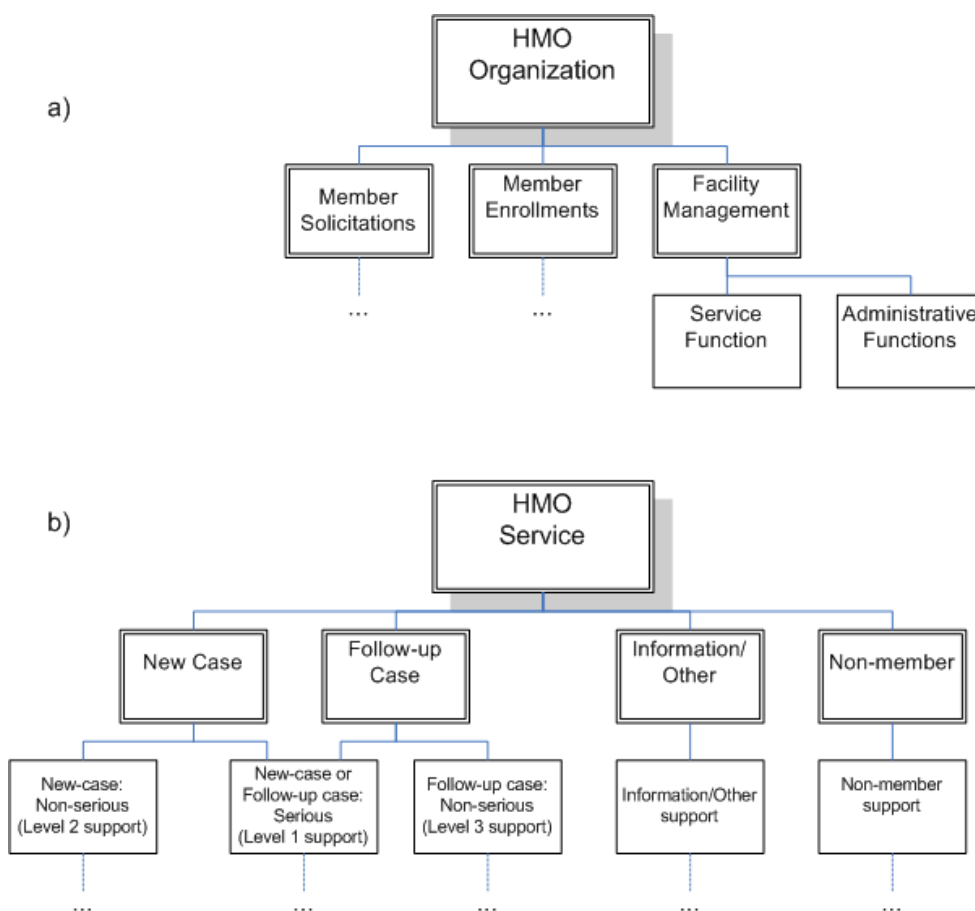 a)
HMO
Organization
Member
Solicitations
Member
Enrollments
Facility
Management
...
...
Service
Function
Administrative
Functions
b)
HMO
Service
New Case
Follow-up
Case
Information/
Other
Non-member
New-case:
Non-serious
(Level 2 support)
New-case or
Follow-up case:
Serious
(Level 1 support)
Follow-up case:
Non-serious
(Level 3 support)
Information/Other
support
Non-member
support
...
...
...
...
...